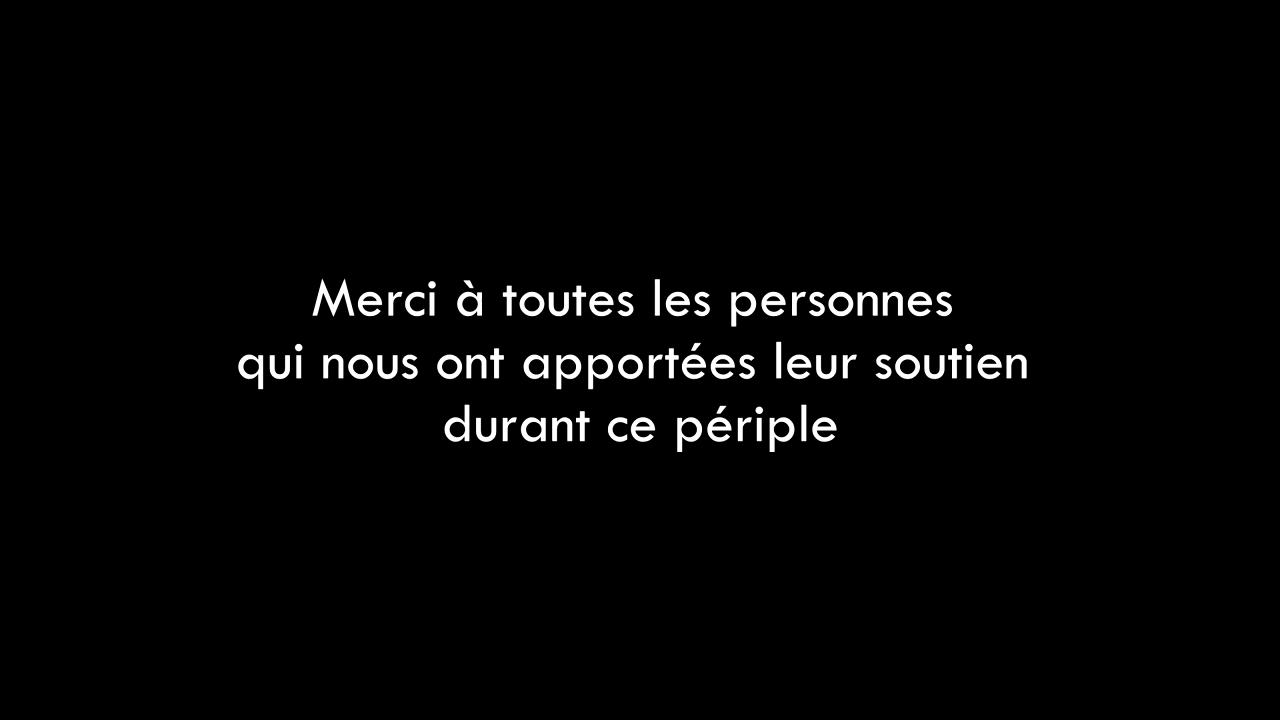 Merci à toutes les personnes
qui nous ont apportées leur soutien
durant ce périple